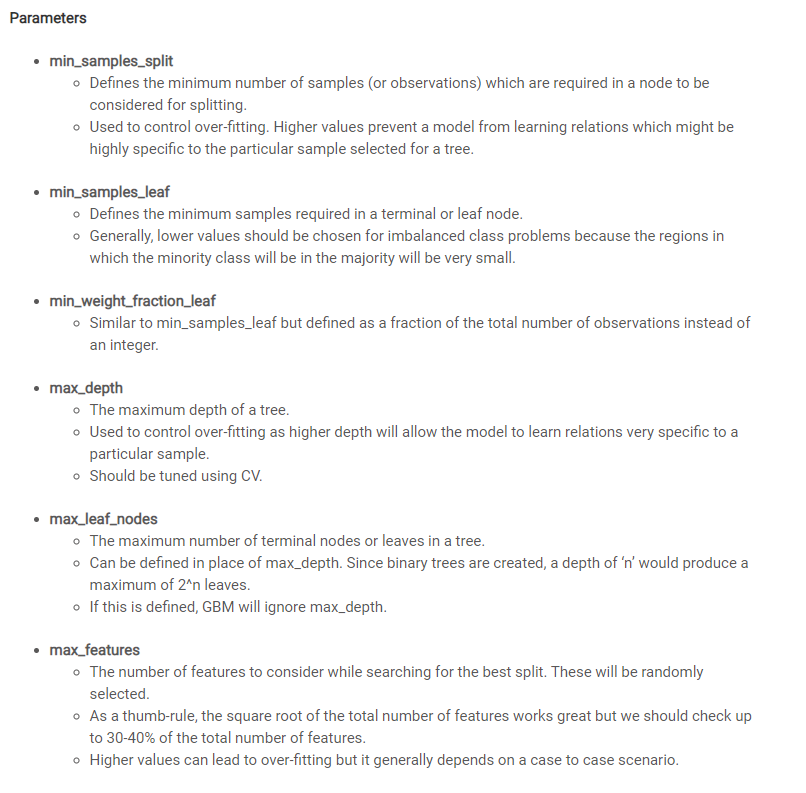 Parameters
• min_samples_split
◦ Defines the minimum number of samples (or observations) which are required in a node to be
considered for splitting.
◦ Used to control over-fitting. Higher values prevent a model from learning relations which might be
highly specific to the particular sample selected for a tree.
• min_samples_leaf
◦ Defines the minimum samples required in a terminal or leaf node.
◦ Generally, lower values should be chosen for imbalanced class problems because the regions in
which the minority class will be in the majority will be very small.
• min_weight_fraction_leaf
◦ Similar to min_samples_leaf but defined as a fraction of the total number of observations instead of
an integer.
• max_depth
◦ The maximum depth of a tree.
◦ Used to control over-fitting as higher depth will allow the model to learn relations very specific to a
particular sample.
◦ Should be tuned using CV.
• max_leaf_nodes
◦ The maximum number of terminal nodes or leaves in a tree.
◦ Can be defined in place of max_depth. Since binary trees are created, a depth of ‘n’ would produce a
maximum of 2^n leaves.
◦ If this is defined, GBM will ignore max_depth.
• max_features
◦ The number of features to consider while searching for the best split. These will be randomly
selected.
◦ As a thumb-rule, the square root of the total number of features works great but we should check up
to 30-40% of the total number of features.
◦ Higher values can lead to over-fitting but it generally depends on a case to case scenario.